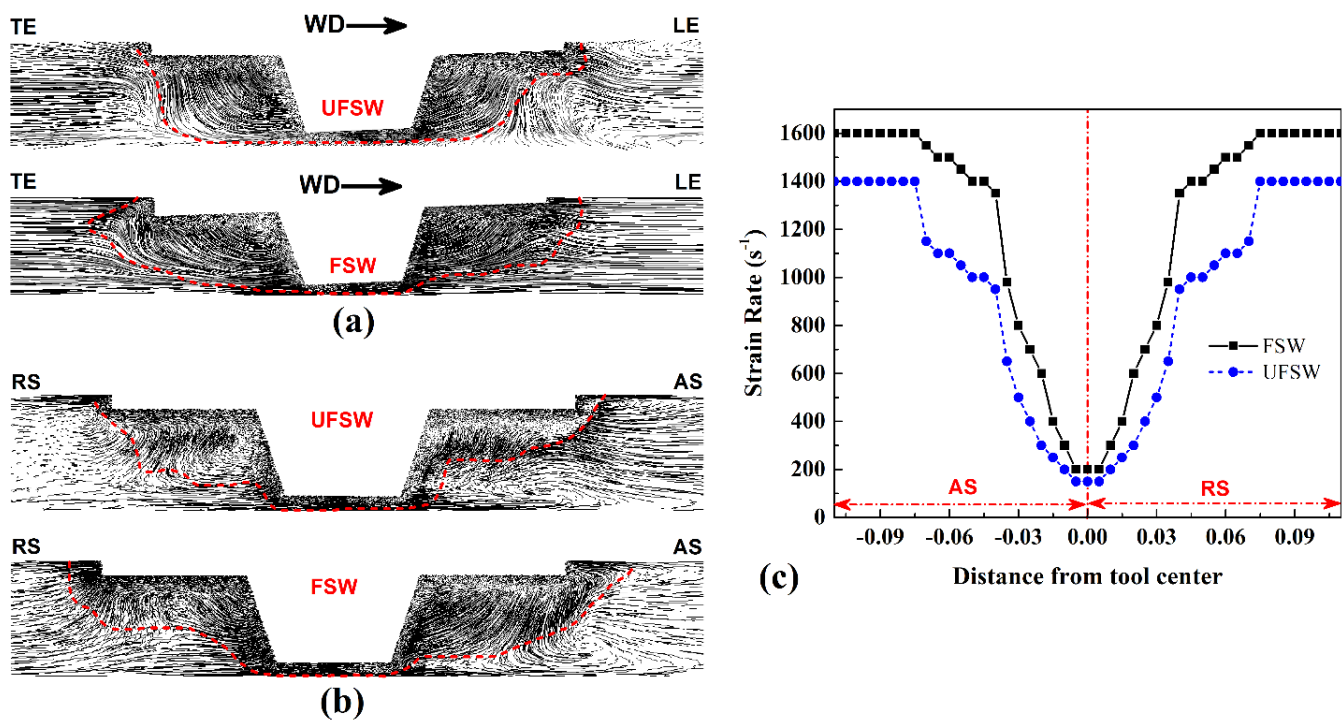 TE WD LE
UFSW
TE WD LE
FSW
(a)
RS AS
UFSW
RS AS
FSW
(b)
1600
1400
1200
1000
800
600
400
200
0
Strain Rate (s⁻¹)
FSW
UFSW
AS RS
-0.09 -0.06 -0.03 0.00 0.03 0.06 0.09
Distance from tool center
(c)